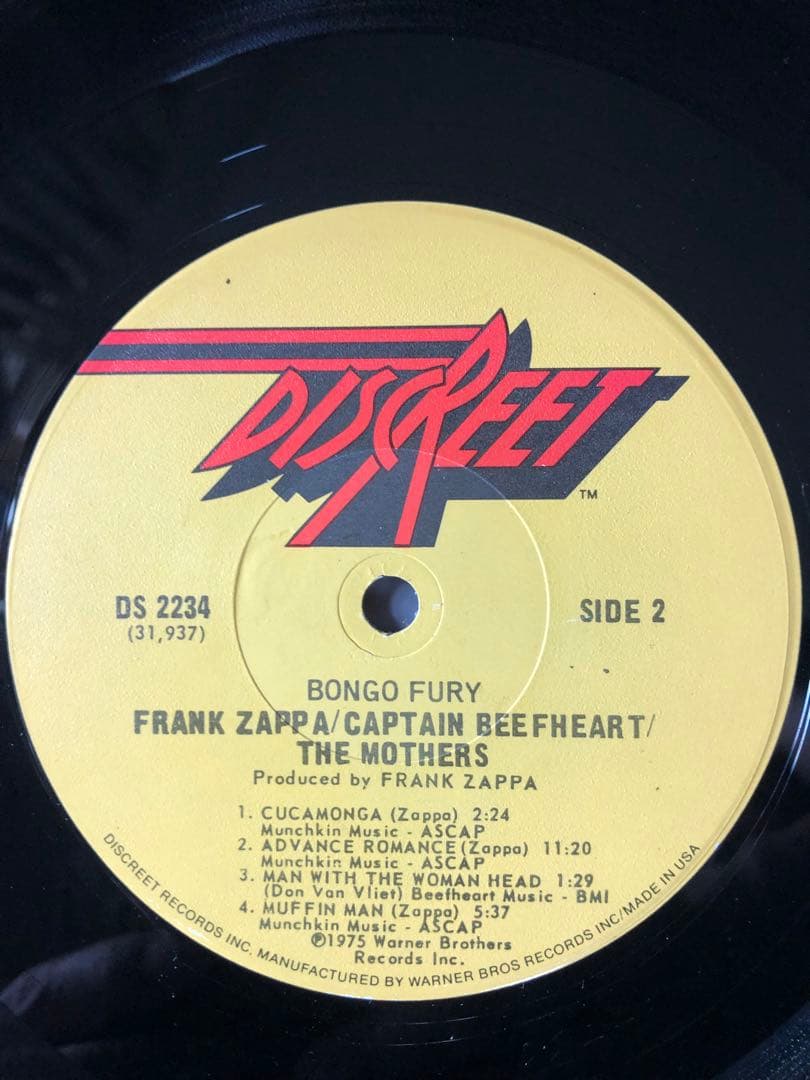 DISCREET
TM
DS 2234
(31,937)
SIDE 2
BONGO FURY
FRANK ZAPPA/CAPTAIN BEEFHEART/
THE MOTHERS
Produced by FRANK ZAPPA
1. CUCAMONGA (Zappa) 2:24
Munchkin Music - ASCAP
2. ADVANCE ROMANCE (Zappa) 11:20
Munchkin Music - ASCAP
3. MAN WITH THE WOMAN HEAD 1:29
(Don Van Vliet) Beefheart Music - BMI
4. MUFFIN MAN (Zappa) 5:37
Munchkin Music - ASCAP
℗1975 Warner Brothers
Records Inc.
DISCREET RECORDS INC. MANUFACTURED BY WARNER BROS RECORDS INC/MADE IN USA